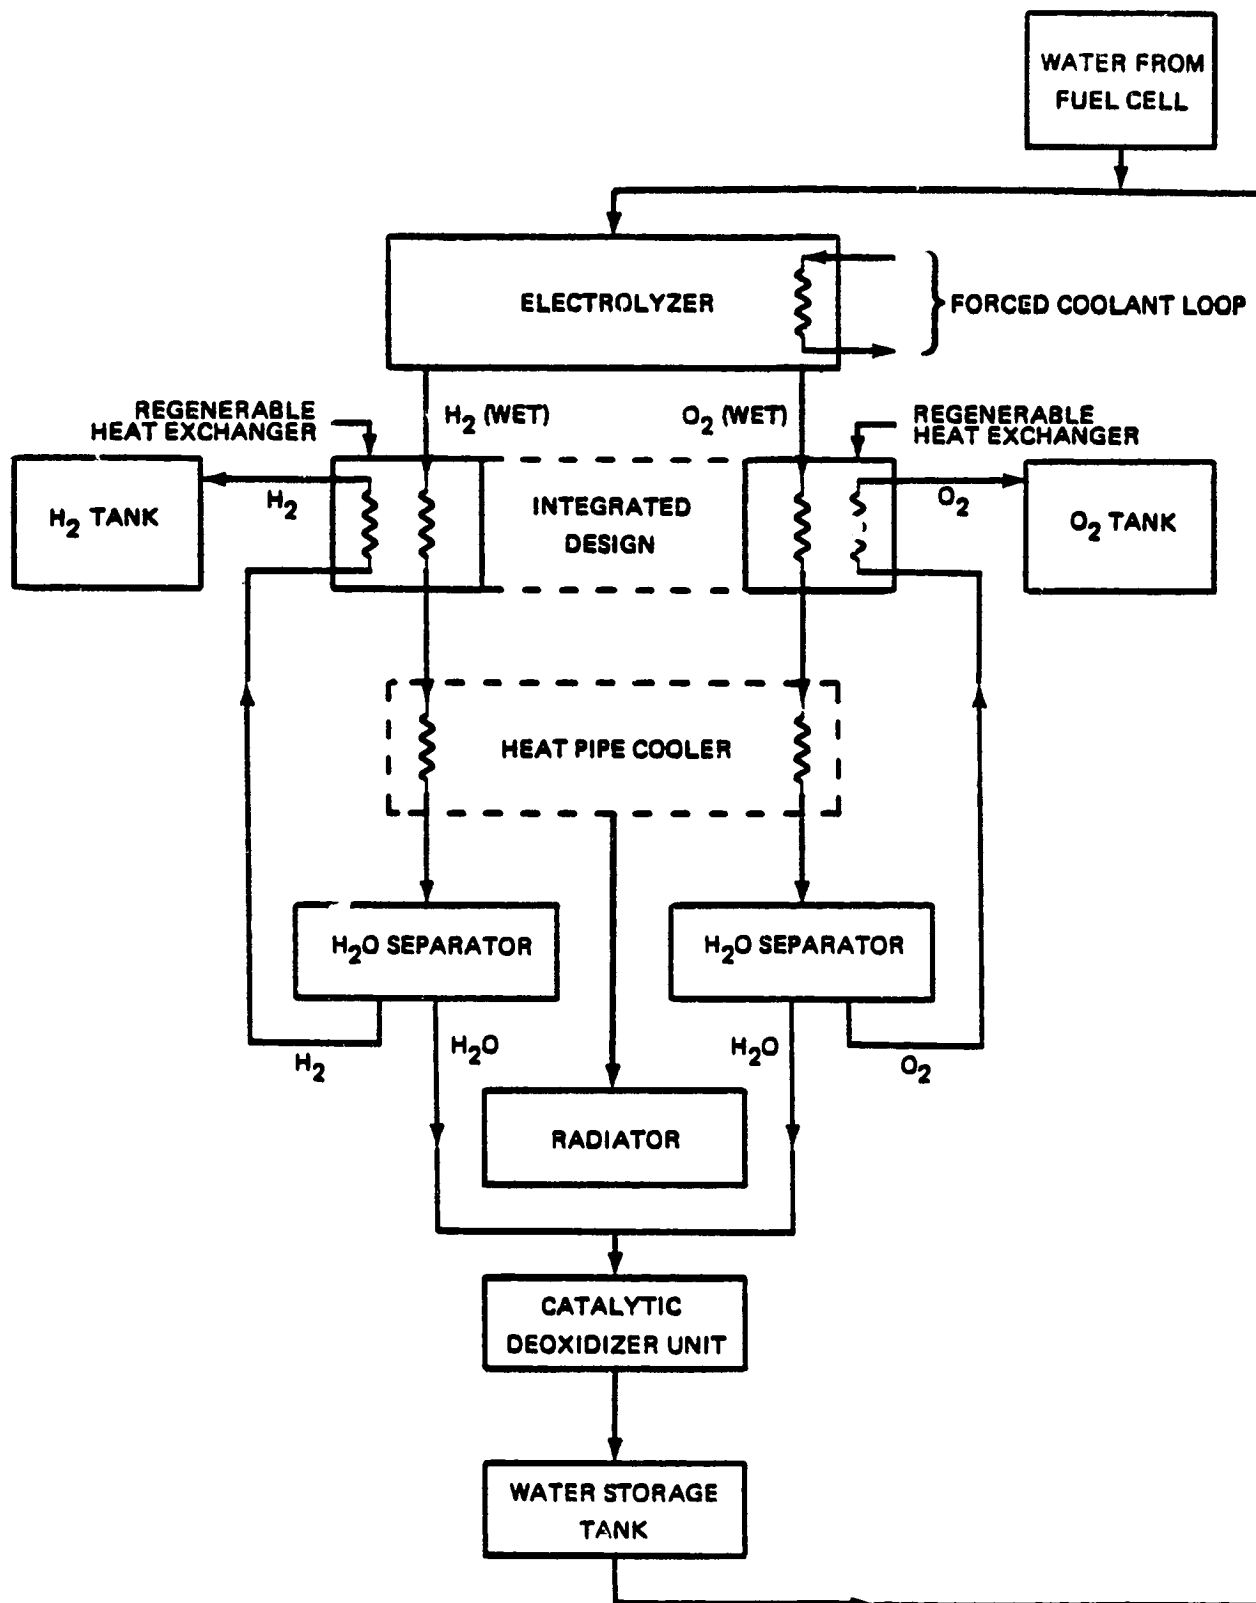 WATER FROM
FUEL CELL
ELECTROLYZER
FORCED COOLANT LOOP
REGENERABLE
HEAT EXCHANGER
H2 (WET)
O2 (WET)
REGENERABLE
HEAT EXCHANGER
H2 TANK
H2
INTEGRATED
DESIGN
O2
O2 TANK
HEAT PIPE COOLER
H2O SEPARATOR
H2O SEPARATOR
H2
H2O
H2O
O2
RADIATOR
CATALYTIC
DEOXIDIZER UNIT
WATER STORAGE
TANK